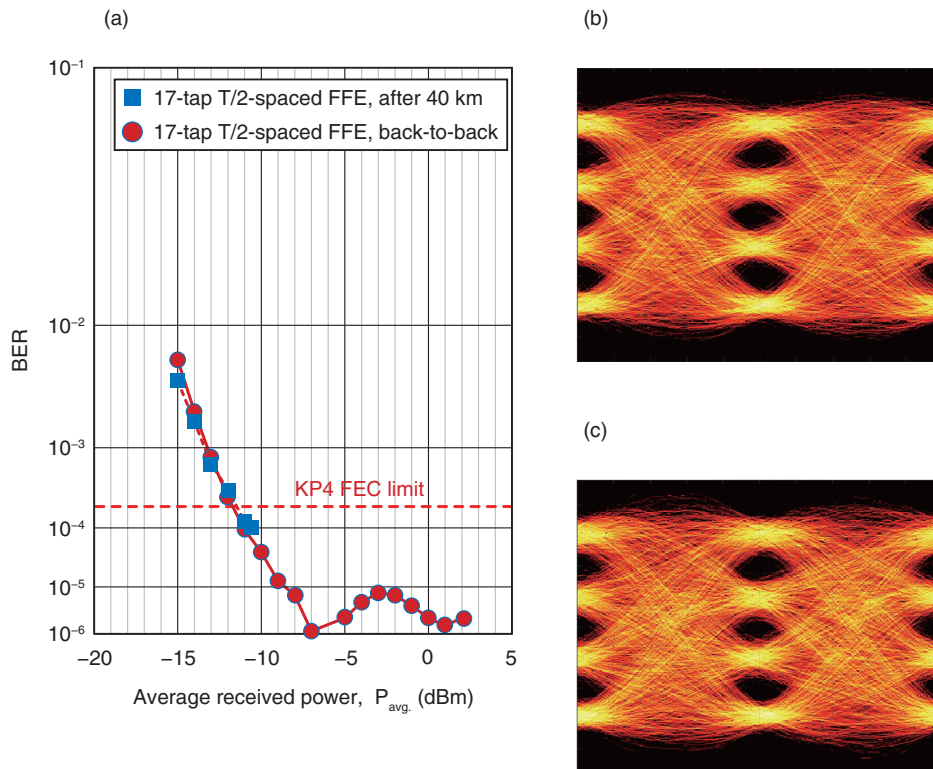 (a)
10⁻¹
17-tap T/2-spaced FFE, after 40 km
17-tap T/2-spaced FFE, back-to-back
10⁻²
BER
10⁻³
KP4 FEC limit
10⁻⁴
10⁻⁵
10⁻⁶
−20 −15 −10 −5 0 5
Average received power, P_avg. (dBm)
(b)
(c)